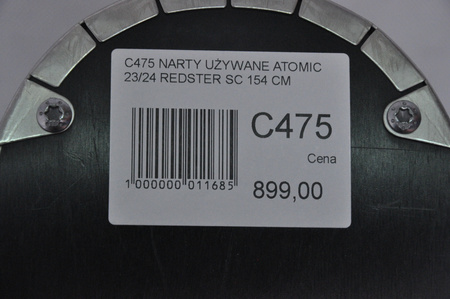 C475 NARTY UŻYWANE ATOMIC
23/24 REDSTER SC 154 CM
C475
Cena
1 000000 011685
899,00